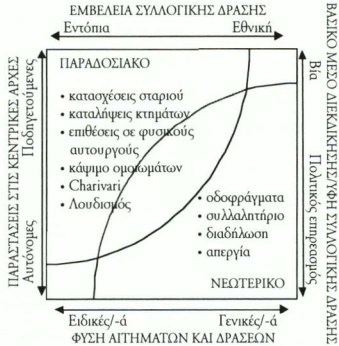 ΕΜΒΕΛΕΙΑ ΣΥΛΛΟΓΙΚΗΣ ΔΡΑΣΗΣ
Εντόπια Εθνική
ΠΑΡΑΣΤΑΣΕΙΣ ΣΤΙΣ ΚΕΝΤΡΙΚΕΣ ΑΡΧΕΣ
Αυτόνομες Ποδηγετούμενες
ΠΑΡΑΔΟΣΙΑΚΟ
• κατασχέσεις σταριού
• καταλήψεις κτημάτων
• επιθέσεις σε φυσικούς
αυτουργούς
• κάψιμο ομοιωμάτων
• Charivari
• Λουδισμός
• οδοφράγματα
• συλλαλητήριο
• διαδήλωση
• απεργία
ΝΕΩΤΕΡΙΚΟ
Βία Πολιτικός επηρεασμός
ΒΑΣΙΚΟ ΜΕΣΟ ΔΙΕΚΔΙΚΗΣΗΣ/ΥΦΗ ΣΥΛΛΟΓΙΚΗΣ ΔΡΑΣΗΣ
Ειδικές/-ά Γενικές/-ά
ΦΥΣΗ ΑΙΤΗΜΑΤΩΝ ΚΑΙ ΔΡΑΣΕΩΝ